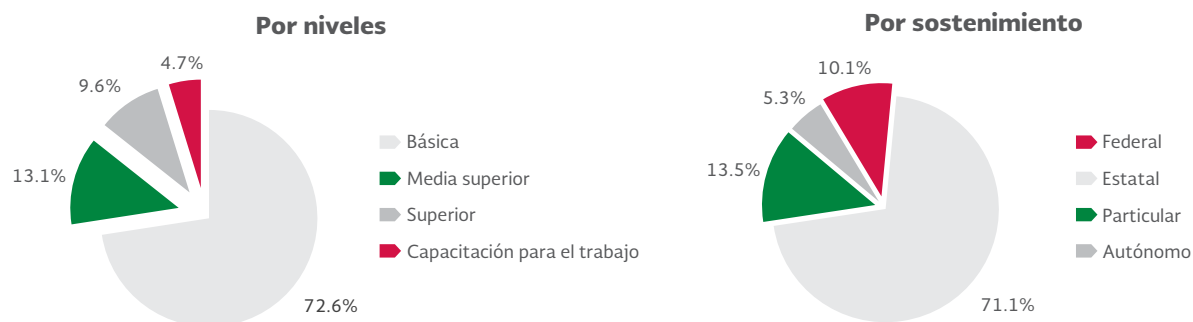 Por niveles
4.7%
9.6%
13.1%
72.6%
Básica
Media superior
Superior
Capacitación para el trabajo
Por sostenimiento
10.1%
5.3%
13.5%
71.1%
Federal
Estatal
Particular
Autónomo